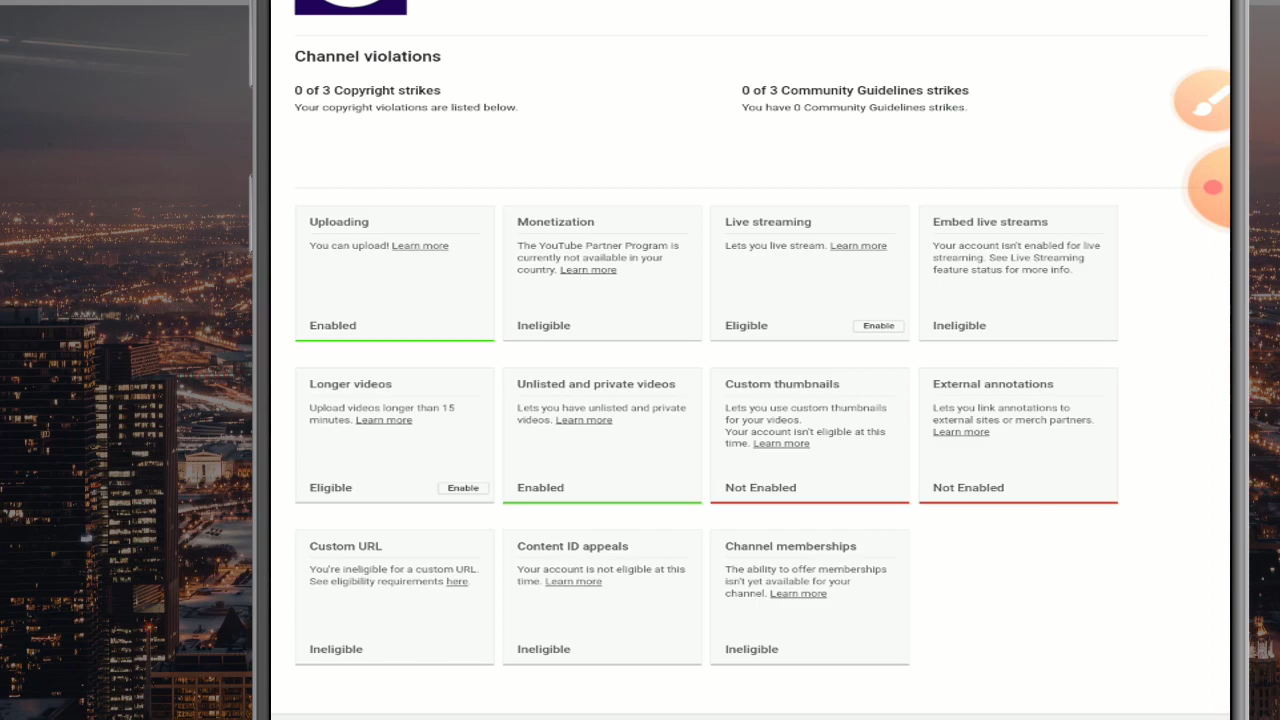 Channel violations
0 of 3 Copyright strikes
Your copyright violations are listed below.
0 of 3 Community Guidelines strikes
You have 0 Community Guidelines strikes.
Uploading
You can upload! Learn more
Enabled
Monetization
The YouTube Partner Program is
currently not available in your
country. Learn more
Ineligible
Live streaming
Lets you live stream. Learn more
Eligible
Enable
Embed live streams
Your account isn't enabled for live
streaming. See Live Streaming
feature status for more info.
Ineligible
Longer videos
Upload videos longer than 15
minutes. Learn more
Eligible
Enable
Unlisted and private videos
Lets you have unlisted and private
videos. Learn more
Enabled
Custom thumbnails
Lets you use custom thumbnails
for your videos.
Your account isn't eligible at this
time. Learn more
Not Enabled
External annotations
Lets you link annotations to
external sites or merch partners.
Learn more
Not Enabled
Custom URL
You're ineligible for a custom URL.
See eligibility requirements here.
Ineligible
Content ID appeals
Your account is not eligible at this
time. Learn more
Ineligible
Channel memberships
The ability to offer memberships
isn't yet available for your
channel. Learn more
Ineligible